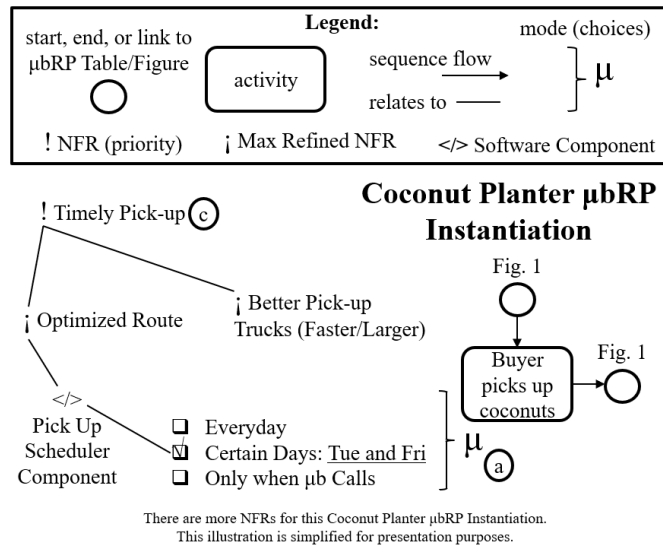 Legend:
start, end, or link to
μbRP Table/Figure
activity
sequence flow
relates to
mode (choices)
μ
! NFR (priority)
¡ Max Refined NFR
</> Software Component
Coconut Planter μbRP
Instantiation
! Timely Pick-up c
¡ Optimized Route
¡ Better Pick-up
Trucks (Faster/Larger)
Fig. 1
Buyer
picks up
coconuts
Fig. 1
</>
Pick Up
Scheduler
Component
Everyday
Certain Days: Tue and Fri
Only when μb Calls
μ
a
There are more NFRs for this Coconut Planter μbRP Instantiation.
This illustration is simplified for presentation purposes.